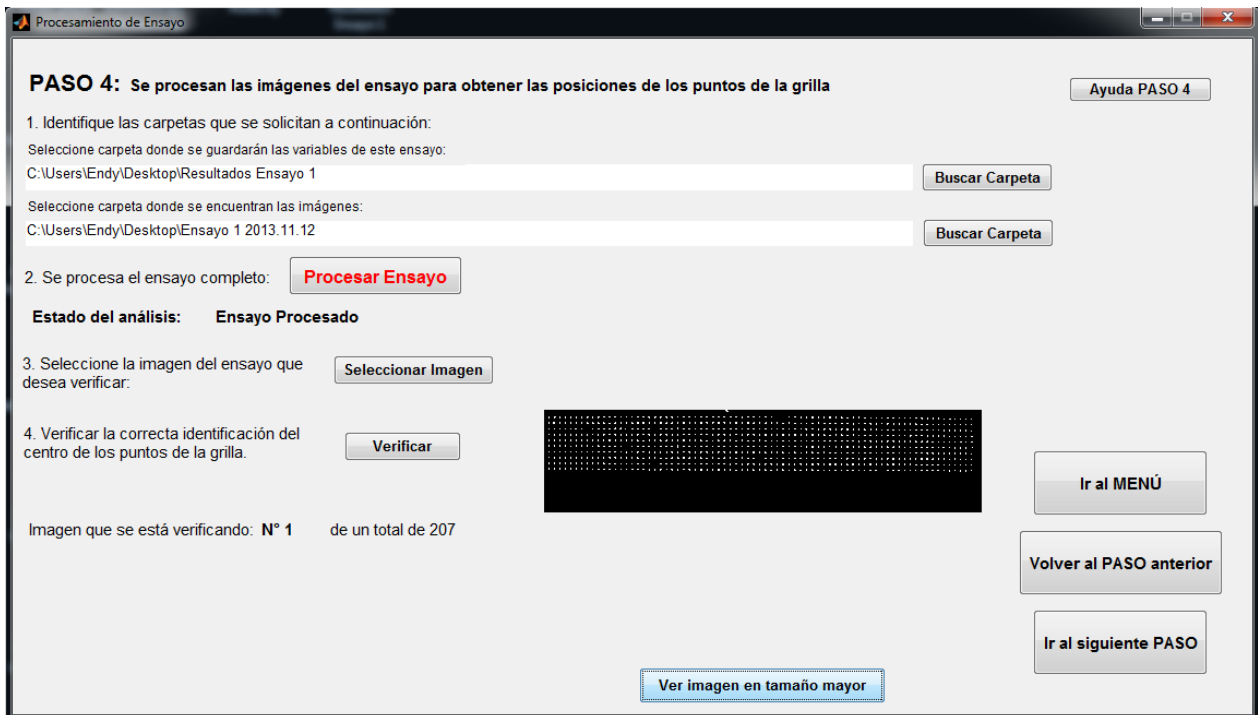 Procesamiento de Ensayo
PASO 4: Se procesan las imágenes del ensayo para obtener las posiciones de los puntos de la grilla
Ayuda PASO 4
1. Identifique las carpetas que se solicitan a continuación:
Seleccione carpeta donde se guardarán las variables de este ensayo:
C:\Users\Endy\Desktop\Resultados Ensayo 1
Buscar Carpeta
Seleccione carpeta donde se encuentran las imágenes:
C:\Users\Endy\Desktop\Ensayo 1 2013.11.12
Buscar Carpeta
2. Se procesa el ensayo completo:
Procesar Ensayo
Estado del análisis: Ensayo Procesado
3. Seleccione la imagen del ensayo que
desea verificar:
Seleccionar Imagen
4. Verificar la correcta identificación del
centro de los puntos de la grilla.
Verificar
Imagen que se está verificando: N° 1 de un total de 207
Ir al MENÚ
Volver al PASO anterior
Ir al siguiente PASO
Ver imagen en tamaño mayor